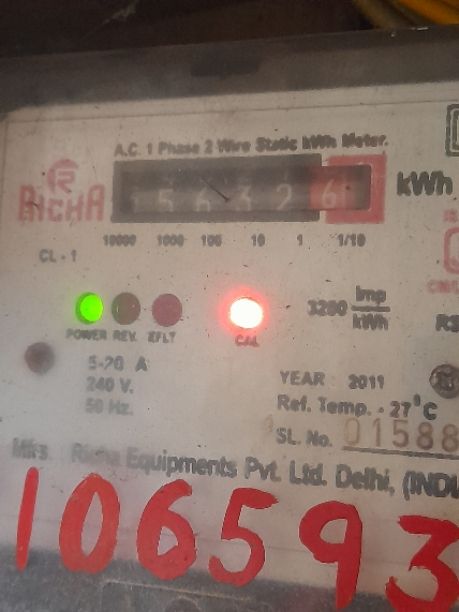 A.C. 1 Phase 2 Wire Static kWh Meter.
RICHA
15632 6 kWh
10000 1000 100 10 1 1/10
CL - 1
3200 Imp/kWh
POWER REV. E/LT CAL
5-20 A
240 V.
50 Hz.
YEAR : 2011
Ref. Temp. - 27°C
SL. No. 01588
Mfrs. Richa Equipments Pvt. Ltd. Delhi, (INDI
106593